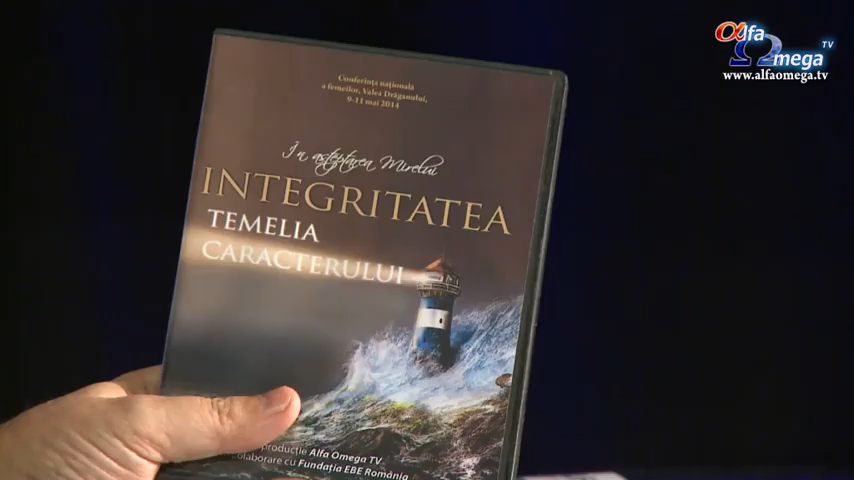 Alfa
Omega TV
www.alfaomega.tv
Conferința națională
a femeilor, Valea Drăganului,
9-11 mai 2014
În așteptarea Mirelui
INTEGRITATEA
TEMELIA
CARACTERULUI
producție Alfa Omega TV
colaborare cu Fundația EBE România